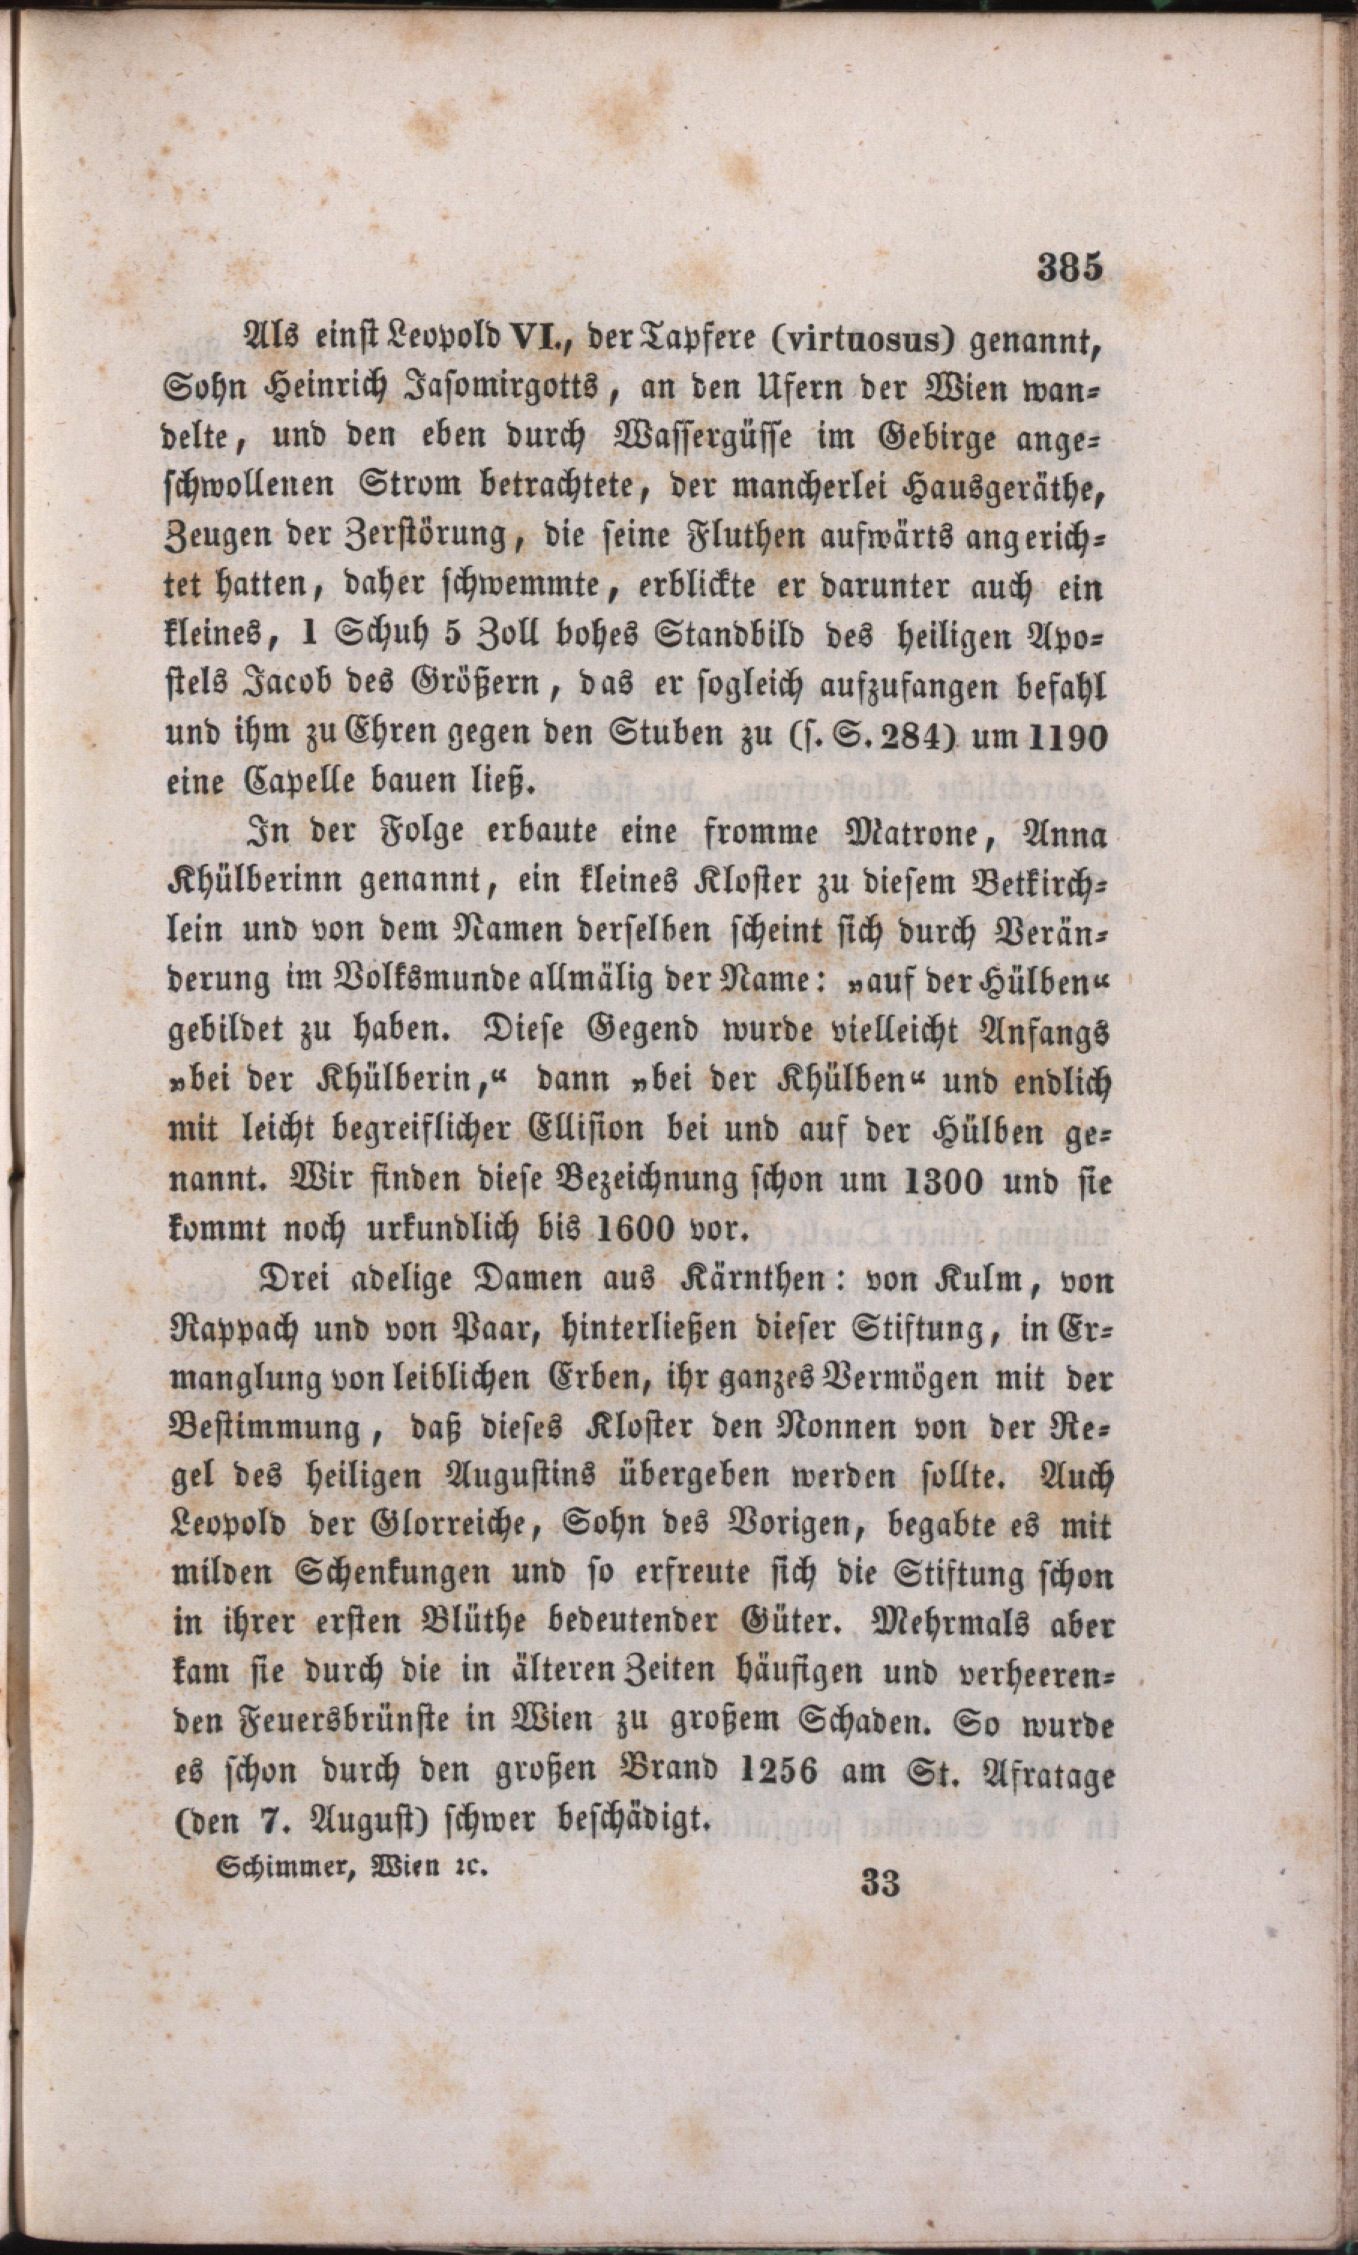 385
Als einst Leopold VI., der Tapfere (virtuosus) genannt,
Sohn Heinrich Jasomirgotts, an den Ufern der Wien wan-
delte, und den eben durch Wassergüsse im Gebirge ange-
schwollenen Strom betrachtete, der mancherlei Hausgeräthe,
Zeugen der Zerstörung, die seine Fluthen aufwärts angerich-
tet hatten, daher schwemmte, erblickte er darunter auch ein
kleines, 1 Schuh 5 Zoll hohes Standbild des heiligen Apo-
stels Jacob des Größern, das er sogleich aufzufangen befahl
und ihm zu Ehren gegen den Stuben zu (s. S. 284) um 1190
eine Capelle bauen ließ.
In der Folge erbaute eine fromme Matrone, Anna
Khülberinn genannt, ein kleines Kloster zu diesem Betkirch-
lein und von dem Namen derselben scheint sich durch Verän-
derung im Volksmunde allmälig der Name: „auf der Hülben“
gebildet zu haben. Diese Gegend wurde vielleicht Anfangs
„bei der Khülberin,“ dann „bei der Khülben“ und endlich
mit leicht begreiflicher Ellision bei und auf der Hülben ge-
nannt. Wir finden diese Bezeichnung schon um 1300 und sie
kommt noch urkundlich bis 1600 vor.
Drei adelige Damen aus Kärnthen: von Kulm, von
Rappach und von Paar, hinterließen dieser Stiftung, in Er-
manglung von leiblichen Erben, ihr ganzes Vermögen mit der
Bestimmung, daß dieses Kloster den Nonnen von der Re-
gel des heiligen Augustins übergeben werden sollte. Auch
Leopold der Glorreiche, Sohn des Vorigen, begabte es mit
milden Schenkungen und so erfreute sich die Stiftung schon
in ihrer ersten Blüthe bedeutender Güter. Mehrmals aber
kam sie durch die in älteren Zeiten häufigen und verheeren-
den Feuersbrünste in Wien zu großem Schaden. So wurde
es schon durch den großen Brand 1256 am St. Afratage
(den 7. August) schwer beschädigt.
Schimmer, Wien ꝛc.
33